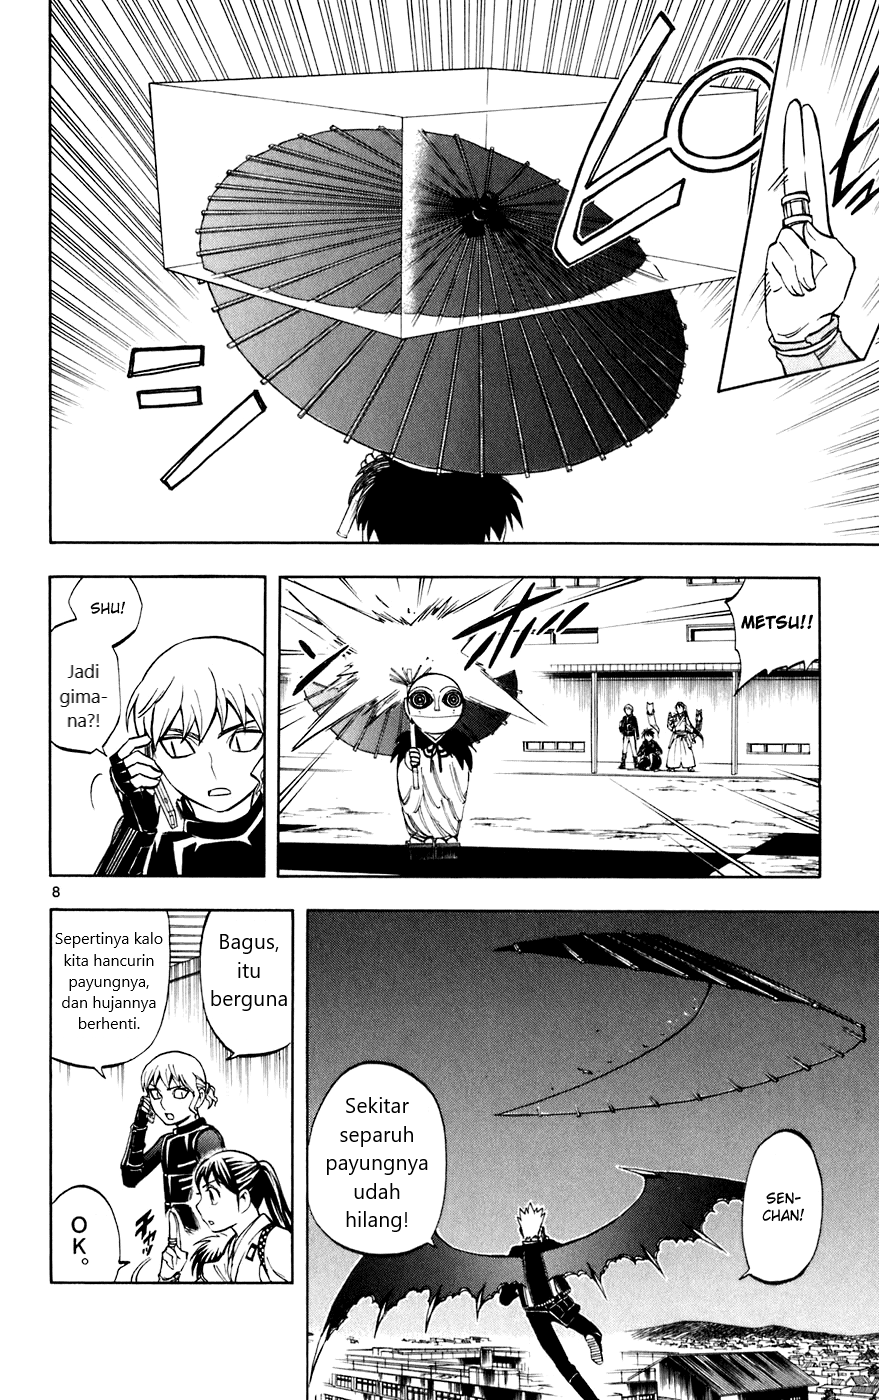 METSU!!
SHU!
Jadi
gima-
na?!
8
SEN-
CHAN!
Sekitar
separuh
payungnya
udah
hilang!
Bagus,
itu
berguna
Sepertinya kalo
kita hancurin
payungnya,
dan hujannya
berhenti.
OK。